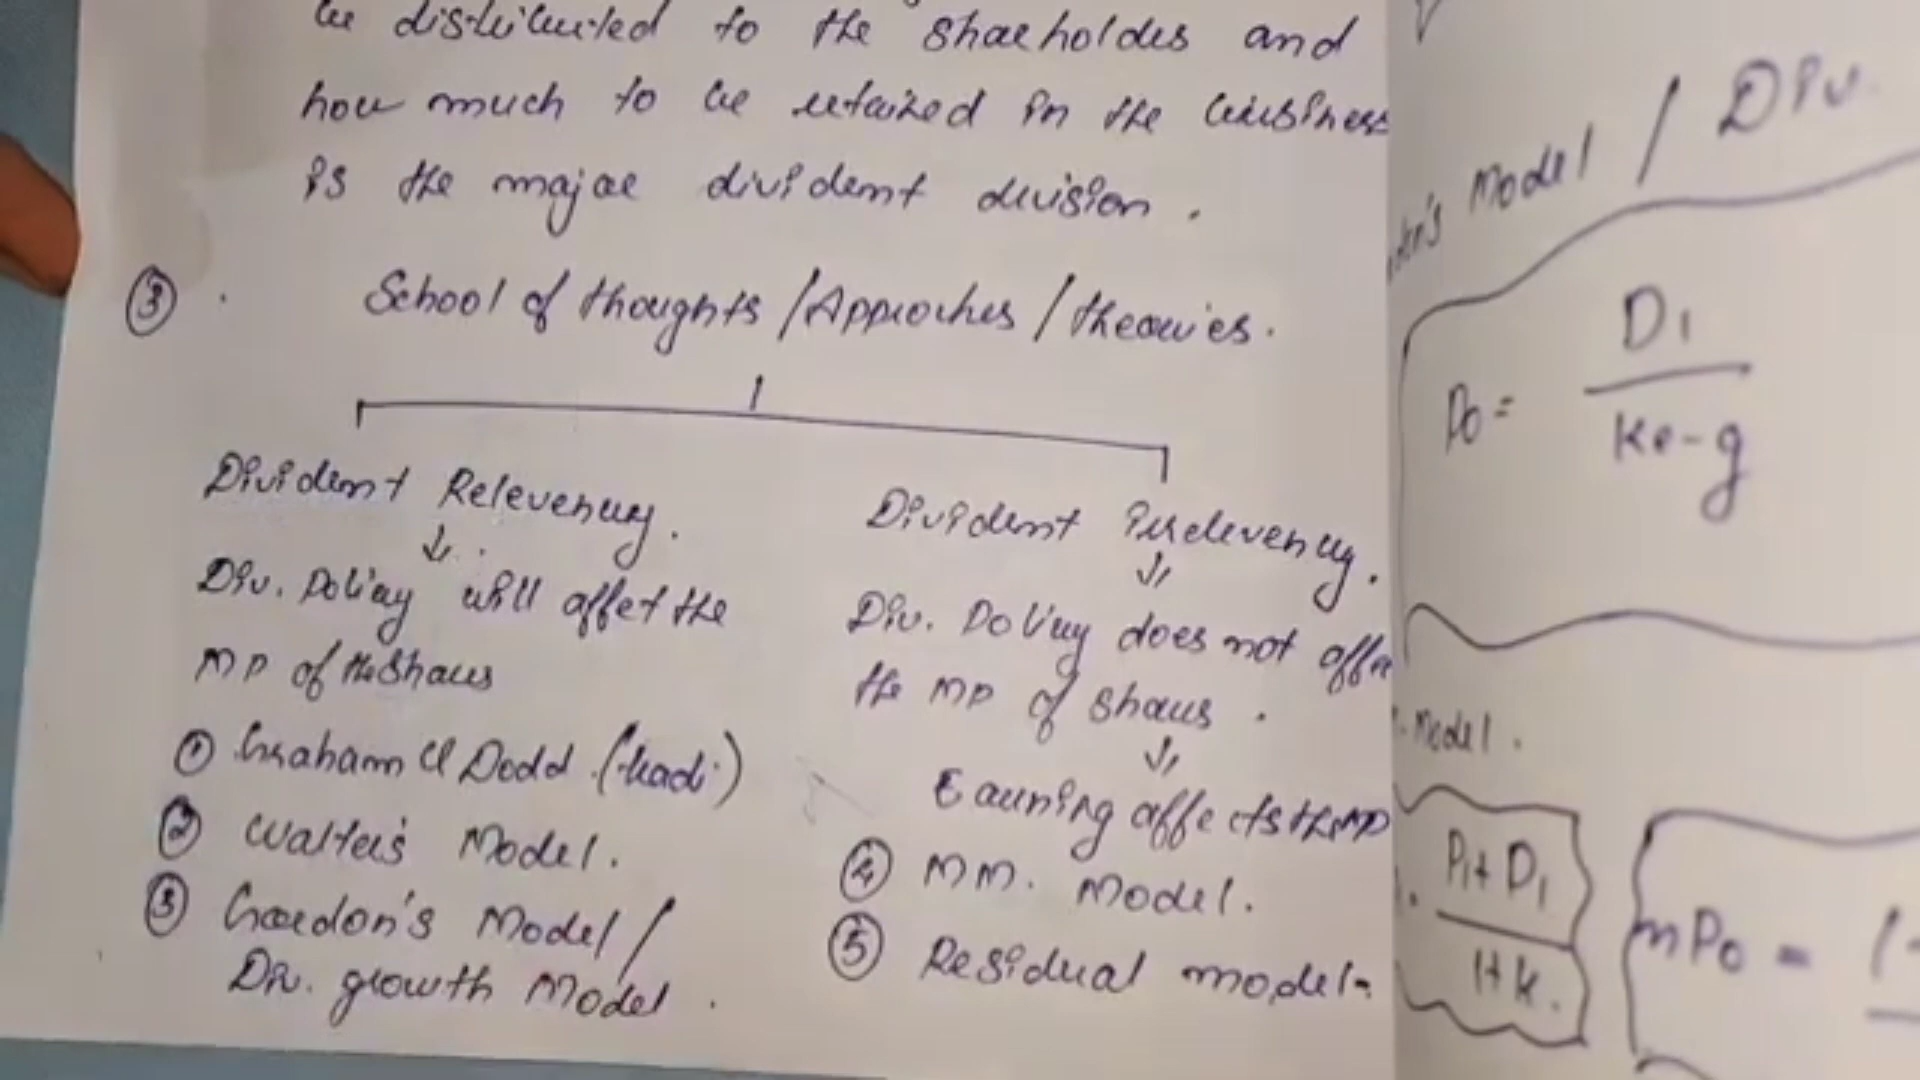 be distributed to the shareholdes and
how much to be retained in the business
is the major divident decision.
③ . School of thoughts / Approches / theories.
Divident Relevency.
↓
Div. Policy will affet the
MP of the Shares
① Graham & Dodd. (tradi.)
② Walter's Model.
③ Gordon's Model /
Div. growth Model.
Divident irrelevency.
↓
Div. Policy does not
the MP of shares.
↓
Earning affects the MP
④ MM. Model.
⑤ Residual model.
Model / Div.
P0 = D1 / Ke-g
Model.
P1+D1 / 1+k.
mP0 =